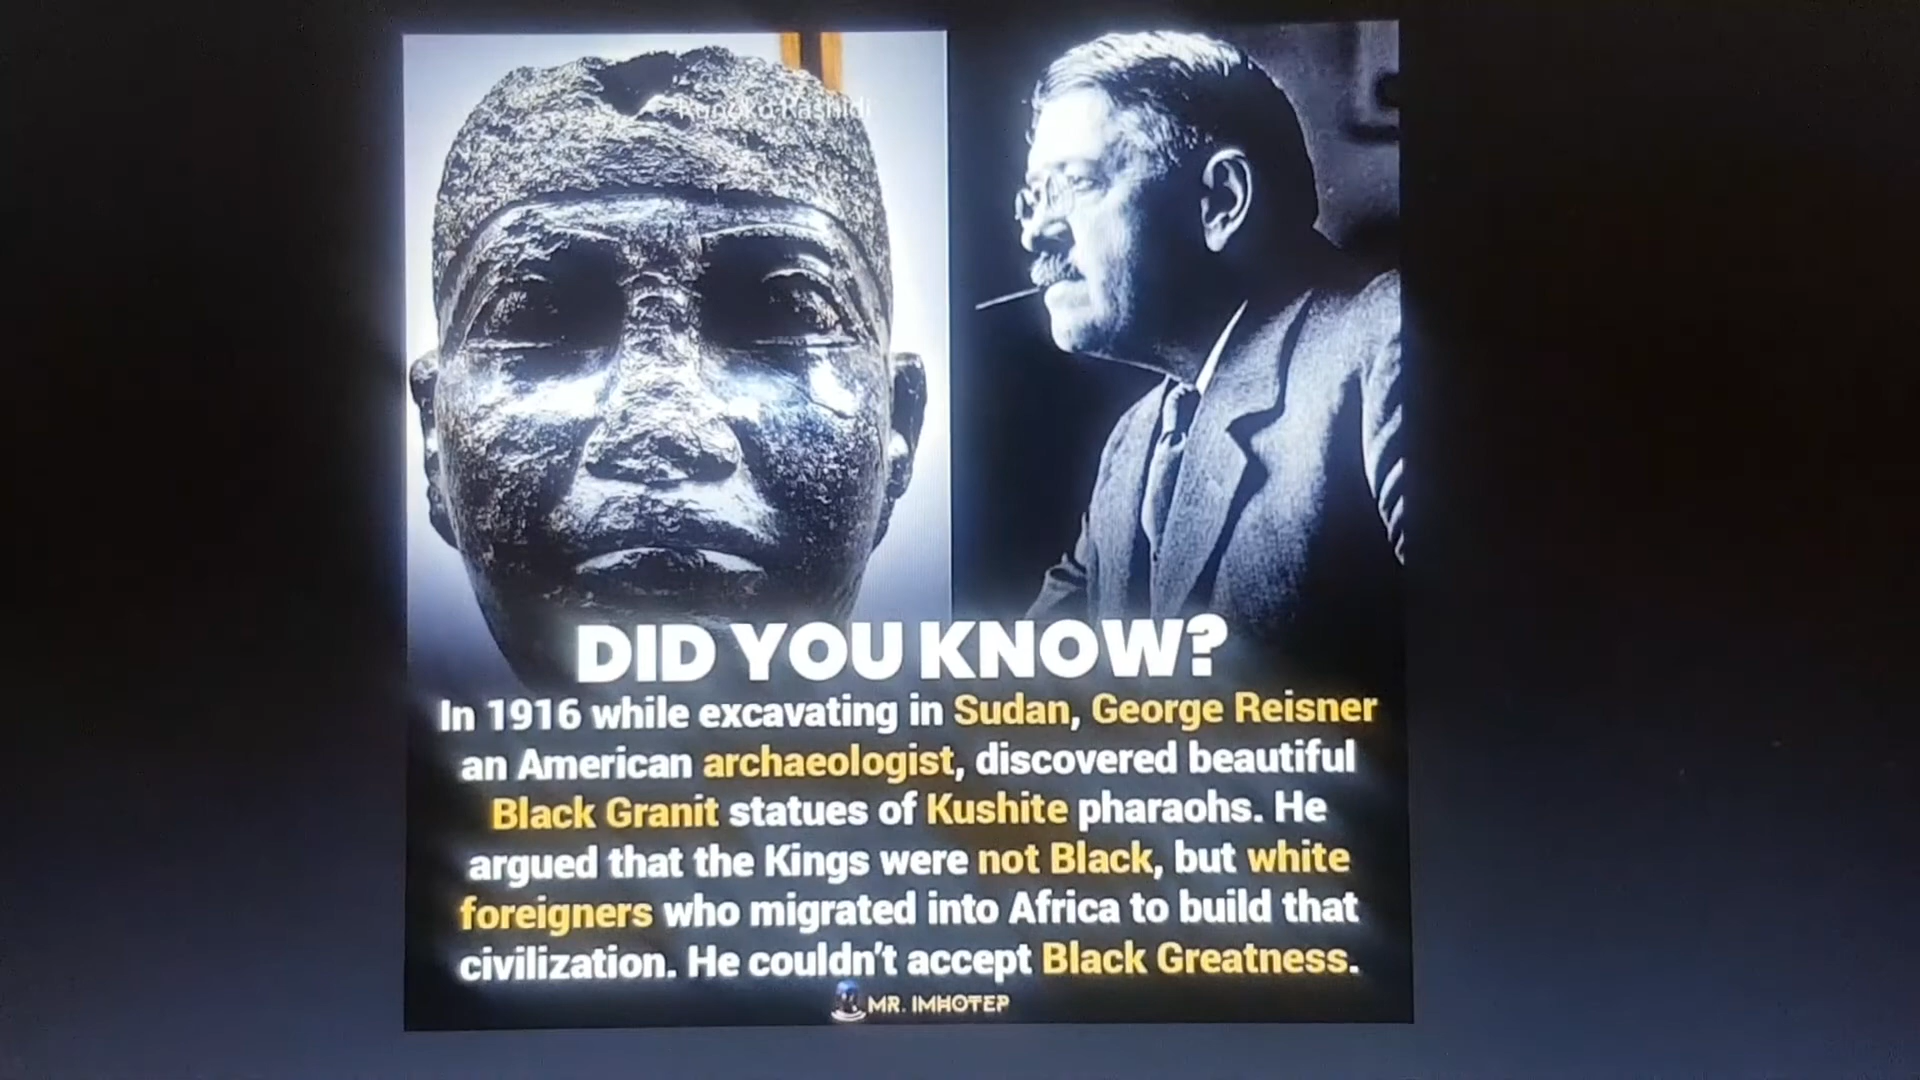 Runoko Rashidi
DID YOU KNOW?
In 1916 while excavating in Sudan, George Reisner
an American archaeologist, discovered beautiful
Black Granit statues of Kushite pharaohs. He
argued that the Kings were not Black, but white
foreigners who migrated into Africa to build that
civilization. He couldn't accept Black Greatness.
MR. IMHOTEP